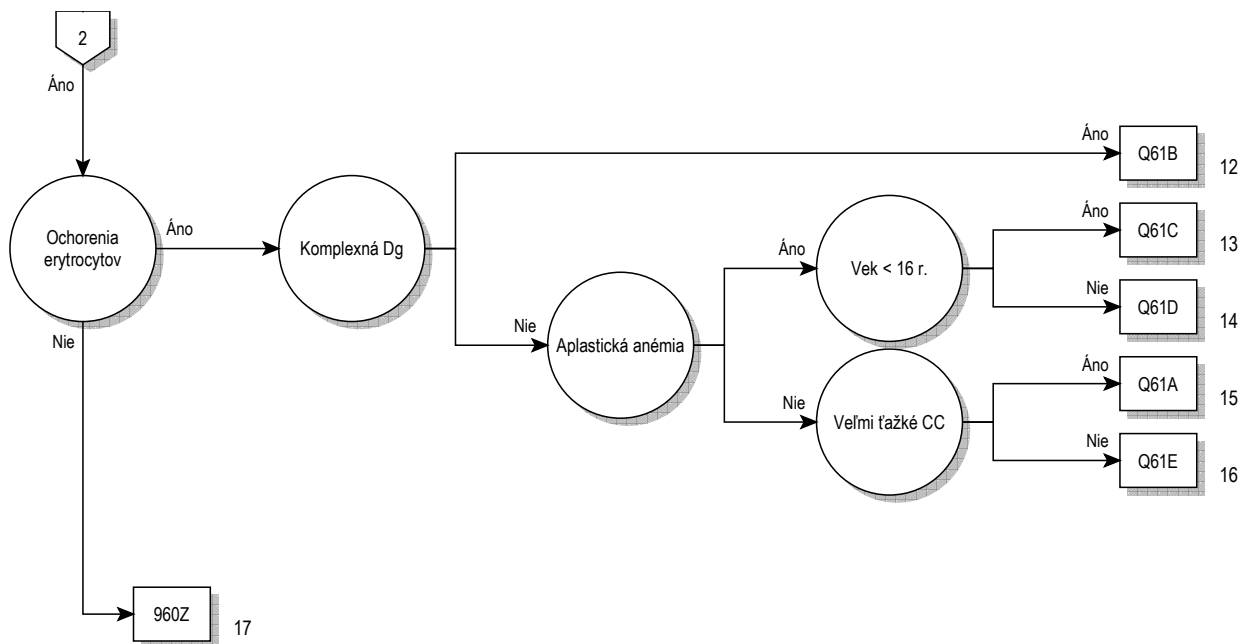 2
Áno
Ochorenia
erytrocytov
Áno
Nie
Komplexná Dg
Áno
Q61B
12
Nie
Aplastická anémia
Áno
Vek < 16 r.
Áno
Q61C
13
Nie
Q61D
14
Nie
Veľmi ťažké CC
Áno
Q61A
15
Nie
Q61E
16
960Z
17